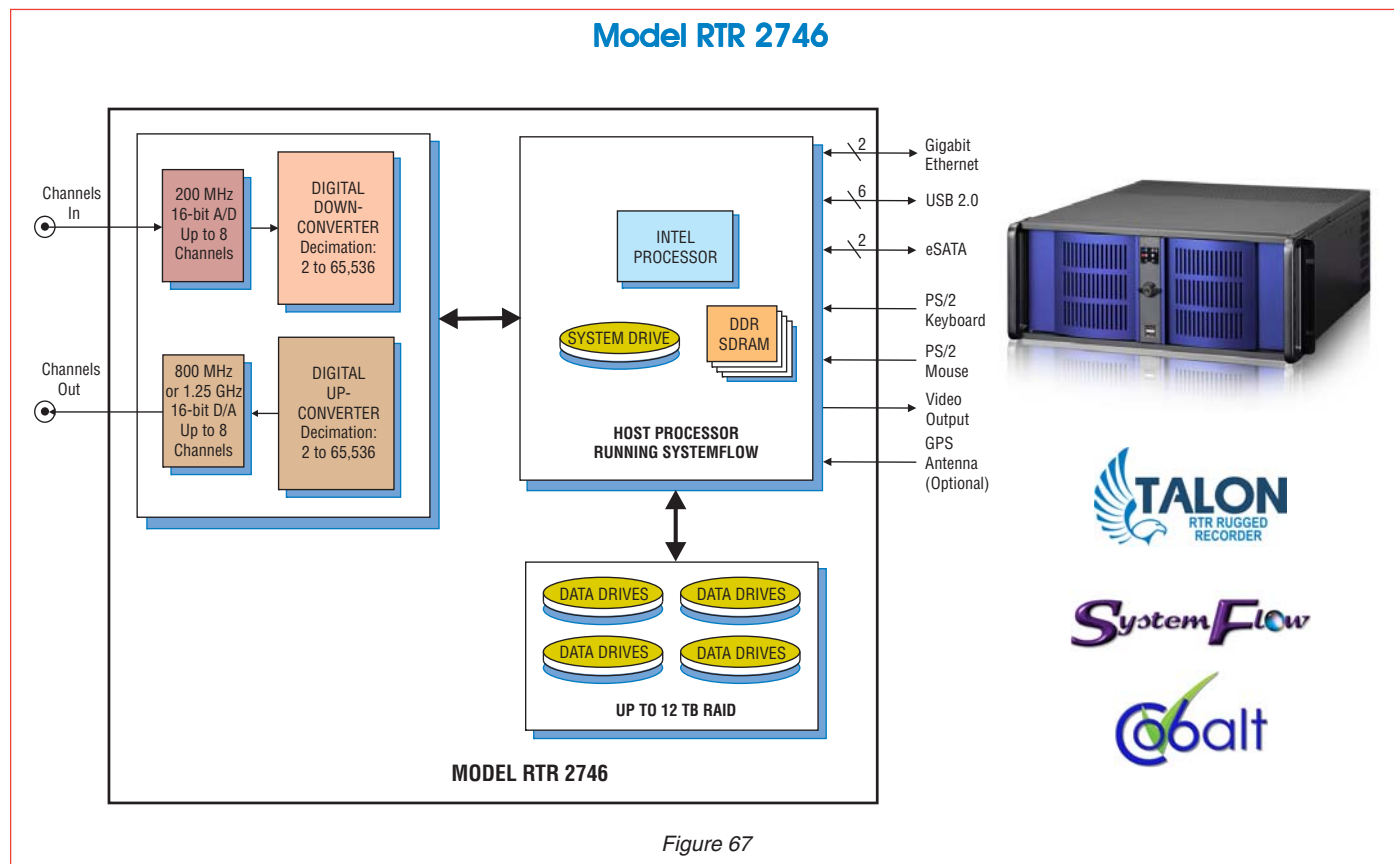 Model RTR 2746
Channels
In
200 MHz
16-bit A/D
Up to 8
Channels
DIGITAL
DOWN-
CONVERTER
Decimation:
2 to 65,536
Channels
Out
800 MHz
or 1.25 GHz
16-bit D/A
Up to 8
Channels
DIGITAL
UP-
CONVERTER
Decimation:
2 to 65,536
INTEL
PROCESSOR
SYSTEM DRIVE
DDR
SDRAM
HOST PROCESSOR
RUNNING SYSTEMFLOW
2
Gigabit
Ethernet
6
USB 2.0
2
eSATA
PS/2
Keyboard
PS/2
Mouse
Video
Output
GPS
Antenna
(Optional)
DATA DRIVES
DATA DRIVES
DATA DRIVES
DATA DRIVES
UP TO 12 TB RAID
MODEL RTR 2746
TALON
RTR RUGGED
RECORDER
SystemFlow
Cobalt
Figure 67